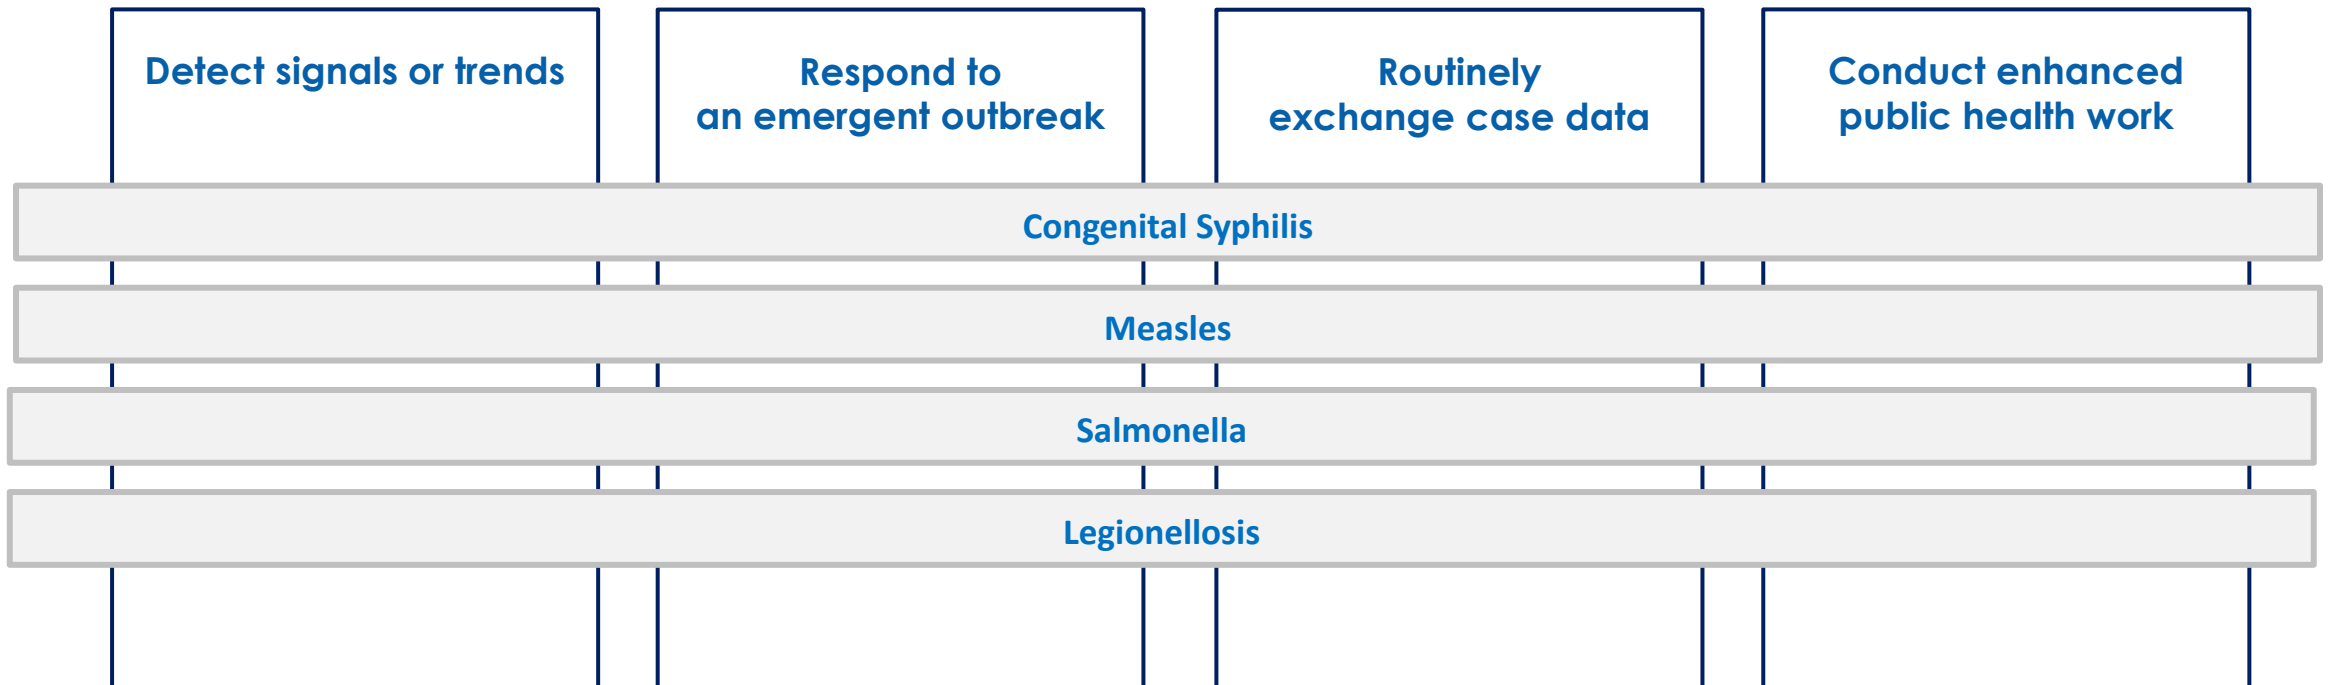 Detect signals or trends
Respond to
an emergent outbreak
Routinely
exchange case data
Conduct enhanced
public health work
Congenital Syphilis
Measles
Salmonella
Legionellosis